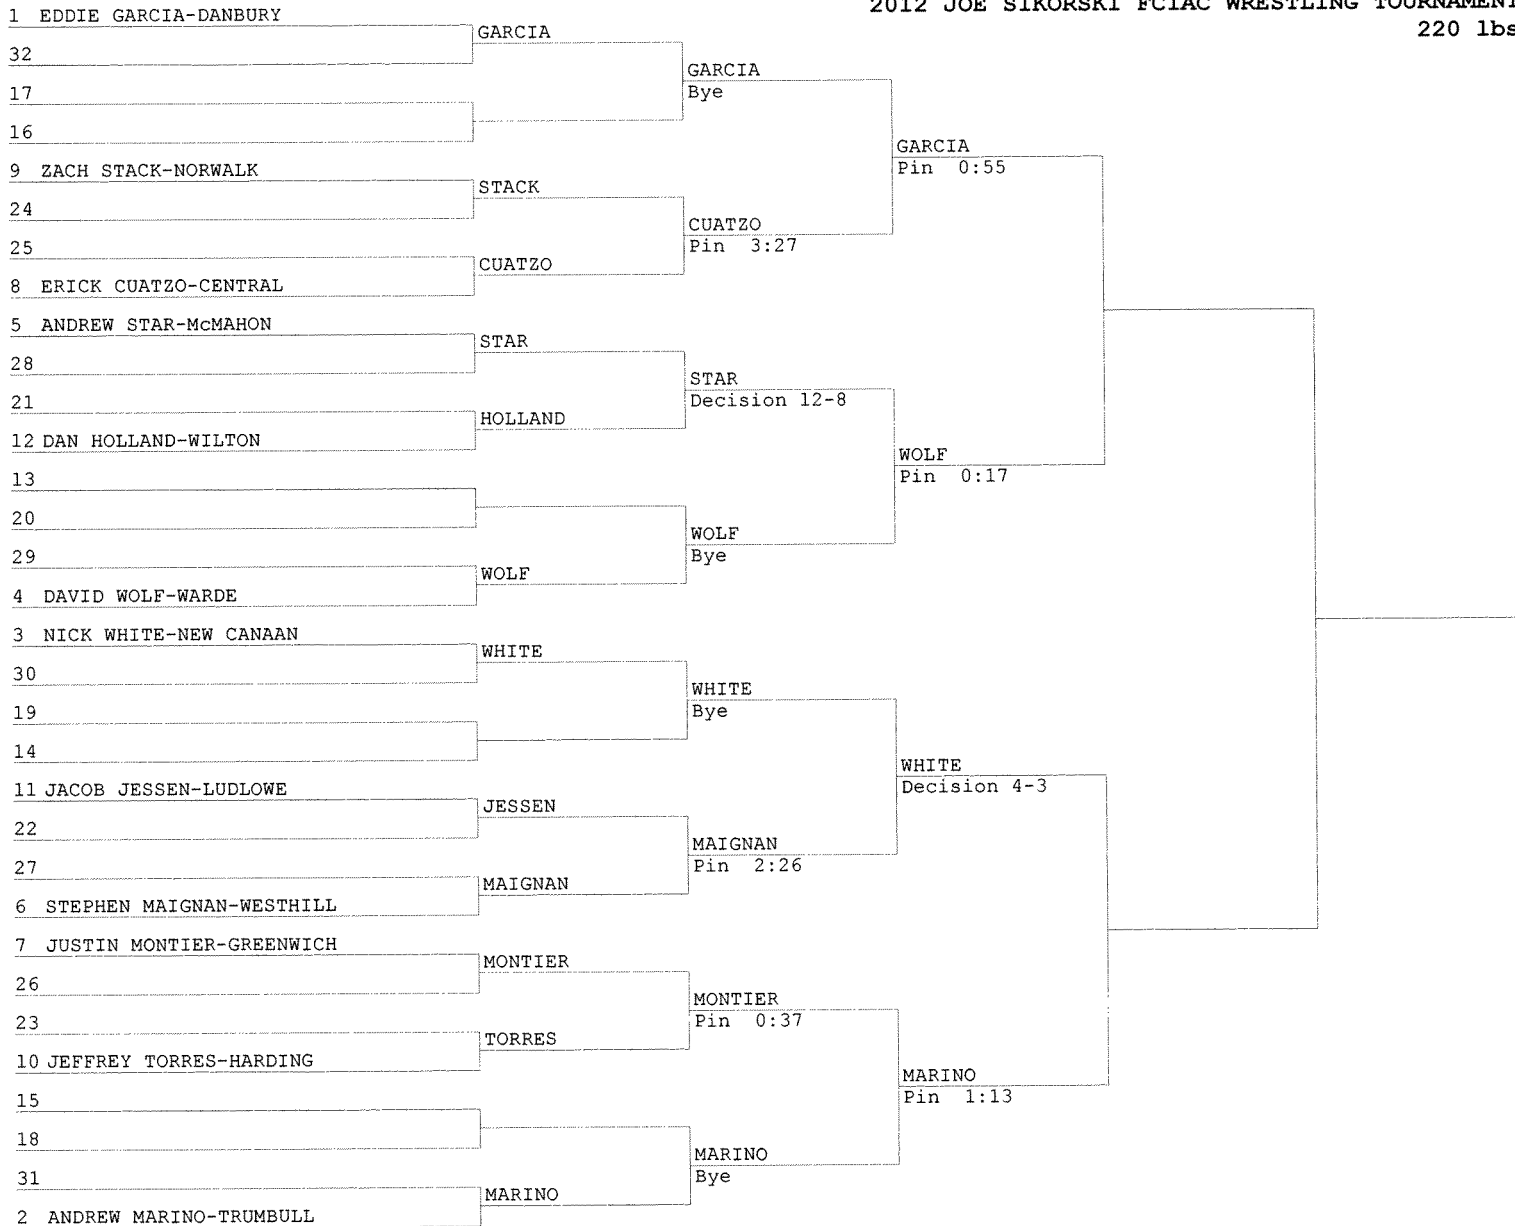 2012 JOE SIKORSKI FCIAC WRESTLING TOURNAMENT
220 lbs
1 EDDIE GARCIA-DANBURY
GARCIA
32
GARCIA
Bye
17
16
GARCIA
Pin 0:55
9 ZACH STACK-NORWALK
STACK
24
CUATZO
Pin 3:27
25
CUATZO
8 ERICK CUATZO-CENTRAL
5 ANDREW STAR-McMAHON
STAR
28
STAR
Decision 12-8
21
HOLLAND
12 DAN HOLLAND-WILTON
WOLF
Pin 0:17
13
20
WOLF
Bye
29
WOLF
4 DAVID WOLF-WARDE
3 NICK WHITE-NEW CANAAN
WHITE
30
WHITE
Bye
19
14
WHITE
Decision 4-3
11 JACOB JESSEN-LUDLOWE
JESSEN
22
MAIGNAN
Pin 2:26
27
MAIGNAN
6 STEPHEN MAIGNAN-WESTHILL
7 JUSTIN MONTIER-GREENWICH
MONTIER
26
MONTIER
Pin 0:37
23
TORRES
10 JEFFREY TORRES-HARDING
MARINO
Pin 1:13
15
18
MARINO
Bye
31
MARINO
2 ANDREW MARINO-TRUMBULL